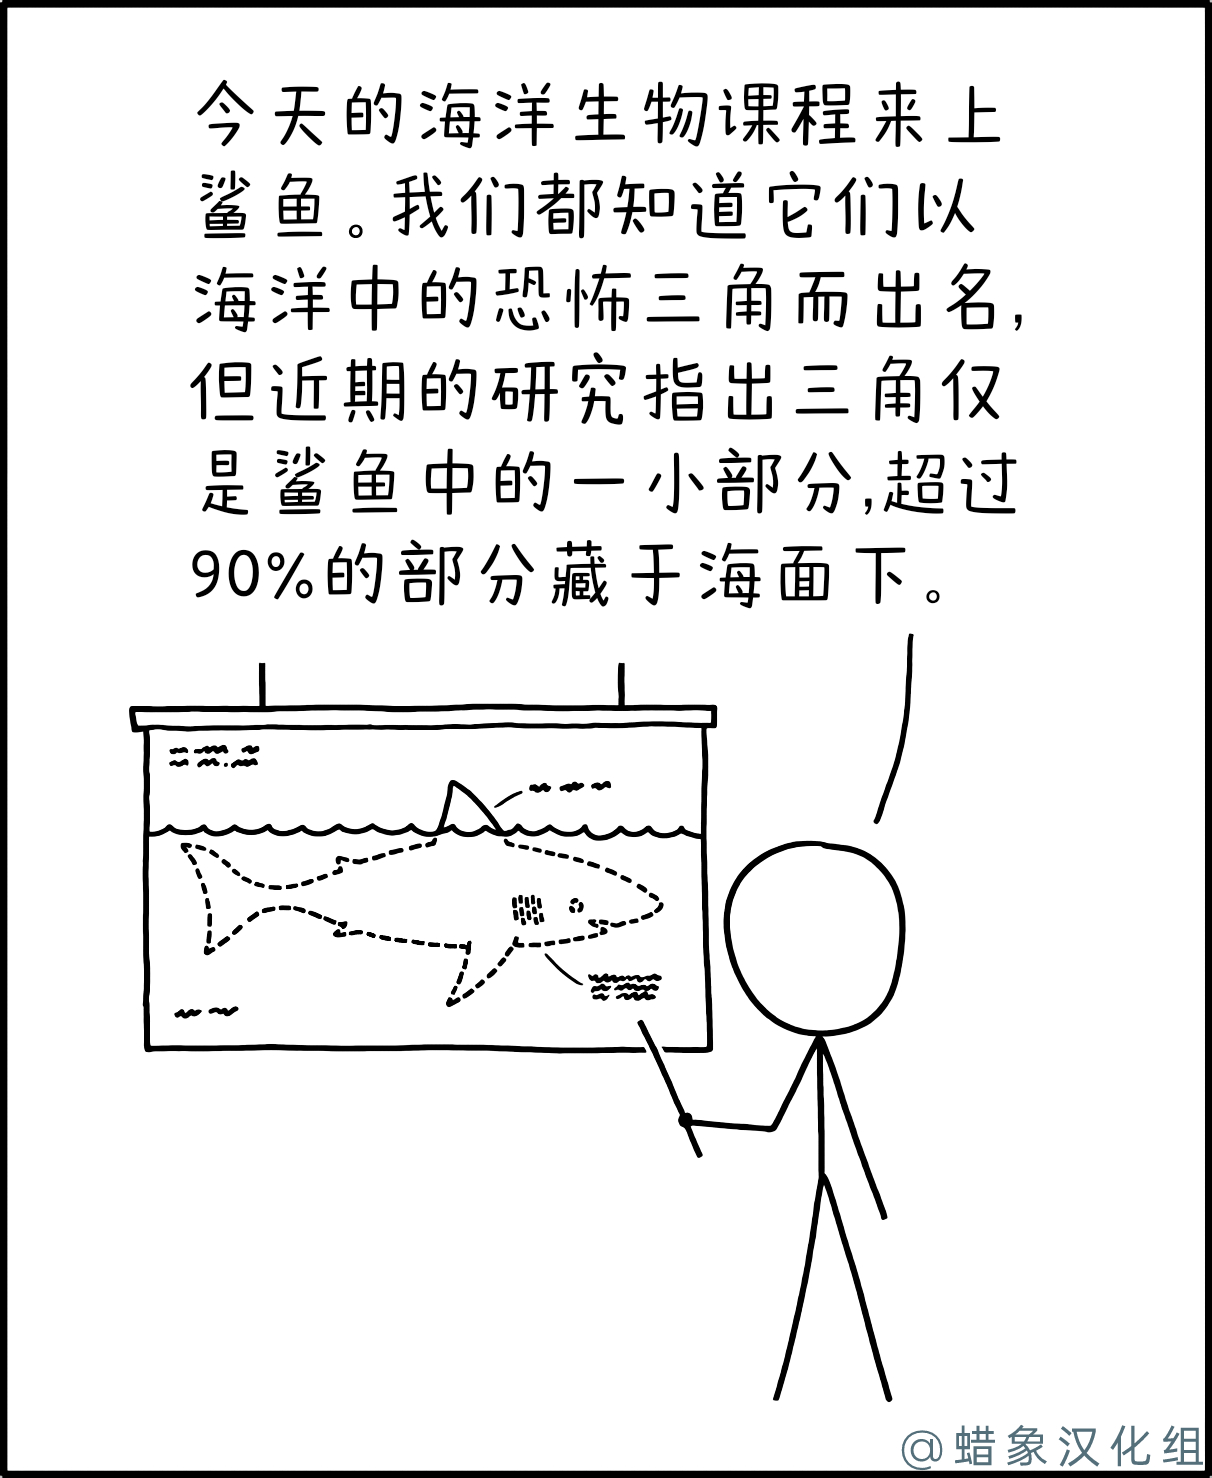 今天的海洋生物课程来上
鲨鱼。我们都知道它们以
海洋中的恐怖三角而出名,
但近期的研究指出三角仅
是鲨鱼中的一小部分,超过
90%的部分藏于海面下。
@蜡象汉化组